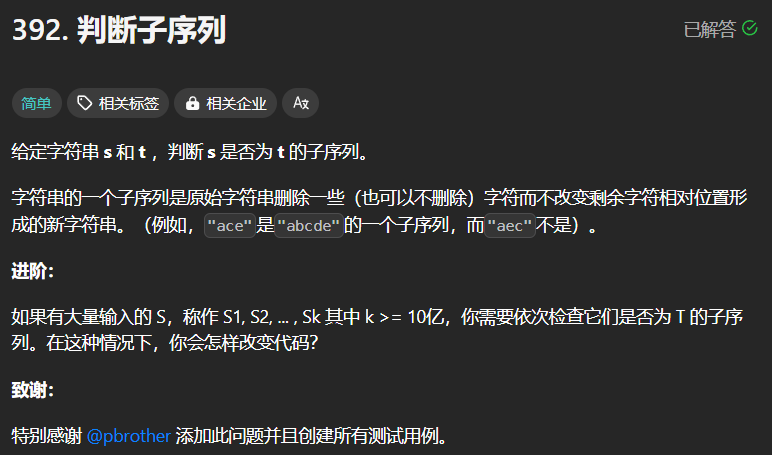 392. 判断子序列
已解答
简单 相关标签 相关企业 Aㄡ
给定字符串 s 和 t ，判断 s 是否为 t 的子序列。
字符串的一个子序列是原始字符串删除一些（也可以不删除）字符而不改变剩余字符相对位置形
成的新字符串。（例如，"ace"是"abcde"的一个子序列，而"aec"不是）。
进阶：
如果有大量输入的 S，称作 S1, S2, ... , Sk 其中 k >= 10亿，你需要依次检查它们是否为 T 的子序
列。在这种情况下，你会怎样改变代码？
致谢：
特别感谢 @pbrother 添加此问题并且创建所有测试用例。